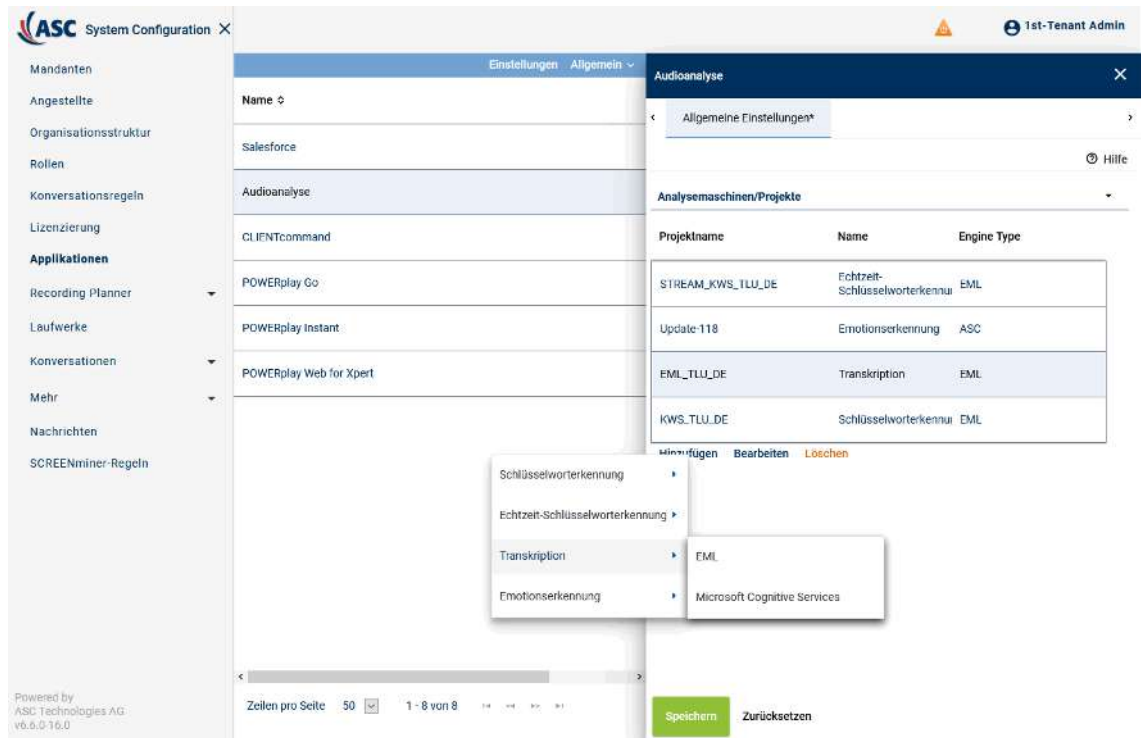 ASC System Configuration
1st-Tenant Admin
Mandanten
Angestellte
Organisationsstruktur
Rollen
Konversationsregeln
Lizenzierung
Applikationen
Recording Planner
Laufwerke
Konversationen
Mehr
Nachrichten
SCREENminer-Regeln
Powered by
ASC Technologies AG
v6.6.0-16.0
Einstellungen Allgemein
Name
Salesforce
Audioanalyse
CLIENTcommand
POWERplay Go
POWERplay Instant
POWERplay Web for Xpert
Zeilen pro Seite 50 1 - 8 von 8
Audioanalyse
Allgemeine Einstellungen*
Hilfe
Analysemaschinen/Projekte
Projektname Name Engine Type
STREAM_KWS_TLU_DE Echtzeit-
Schlüsselworterkennu EML
Update-118 Emotionserkennung ASC
EML_TLU_DE Transkription EML
KWS_TLU_DE Schlüsselworterkennu EML
Hinzufügen Bearbeiten Löschen
Schlüsselworterkennung
Echtzeit-Schlüsselworterkennung
Transkription
Emotionserkennung
EML
Microsoft Cognitive Services
Speichern Zurücksetzen